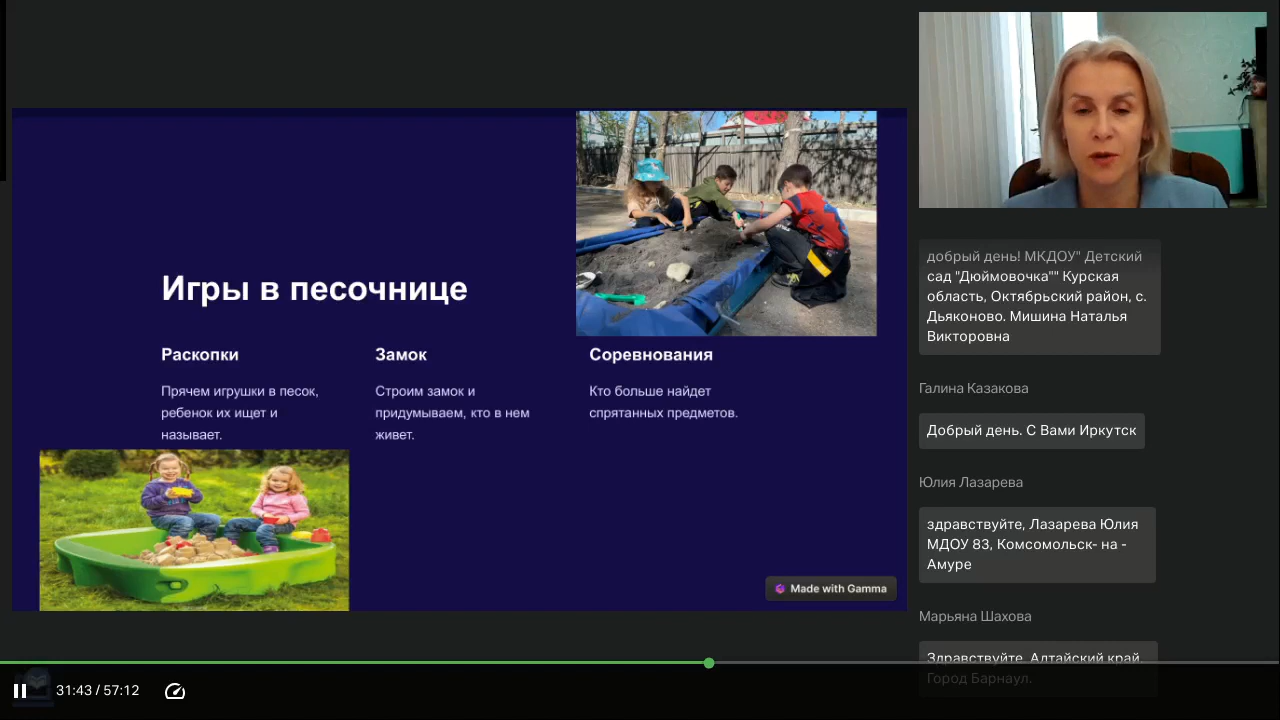 Игры в песочнице
Раскопки
Прячем игрушки в песок,
ребенок их ищет и
называет.
Замок
Строим замок и
придумываем, кто в нем
живет.
Соревнования
Кто больше найдет
спрятанных предметов.
Made with Gamma
добрый день! МКДОУ" Детский
сад "Дюймовочка"" Курская
область, Октябрьский район, с.
Дьяконово. Мишина Наталья
Викторовна
Галина Казакова
Добрый день. С Вами Иркутск
Юлия Лазарева
здравствуйте, Лазарева Юлия
МДОУ 83, Комсомольск- на -
Амуре
Марьяна Шахова
Здравствуйте, Алтайский край.
Город Барнаул.
31:43 / 57:12